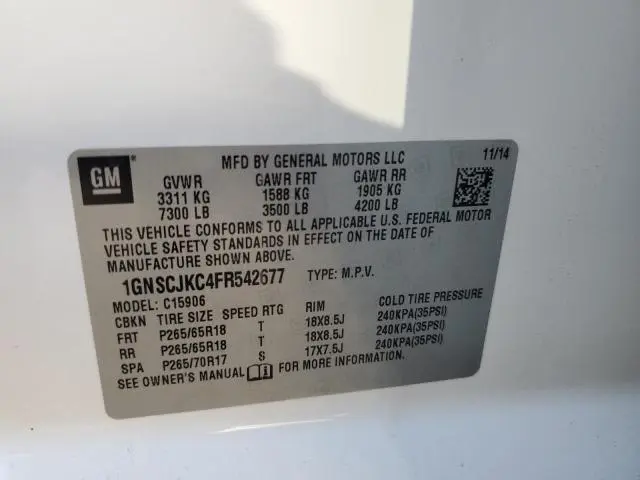 GM
MFD BY GENERAL MOTORS LLC 11/14
GVWR GAWR FRT GAWR RR
3311 KG 1588 KG 1905 KG
7300 LB 3500 LB 4200 LB
THIS VEHICLE CONFORMS TO ALL APPLICABLE U.S. FEDERAL MOTOR
VEHICLE SAFETY STANDARDS IN EFFECT ON THE DATE OF
MANUFACTURE SHOWN ABOVE.
1GNSCJKC4FR542677 TYPE: M.P.V.
MODEL: C15906
CBKN TIRE SIZE SPEED RTG RIM COLD TIRE PRESSURE
FRT P265/65R18 T 18X8.5J 240KPA(35PSI)
RR P265/65R18 T 18X8.5J 240KPA(35PSI)
SPA P265/70R17 S 17X7.5J 240KPA(35PSI)
SEE OWNER'S MANUAL FOR MORE INFORMATION.